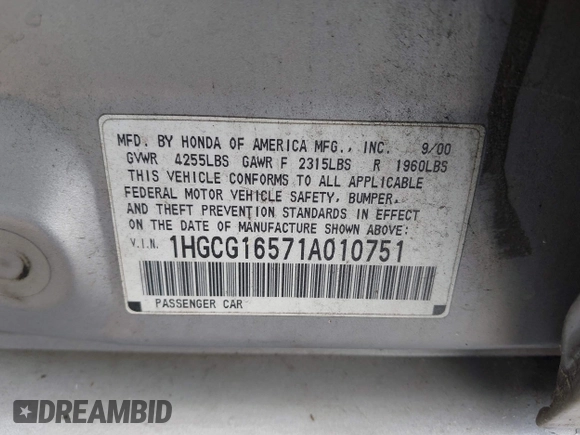 MFD. BY HONDA OF AMERICA MFG., INC. 9/00
GVWR 4255LBS GAWR F 2315LBS R 1960LBS
THIS VEHICLE CONFORMS TO ALL APPLICABLE
FEDERAL MOTOR VEHICLE SAFETY, BUMPER,
AND THEFT PREVENTION STANDARDS IN EFFECT
ON THE DATE OF MANUFACTURE SHOWN ABOVE:
V.I.N. 1HGCG16571A010751
PASSENGER CAR
DREAMBID